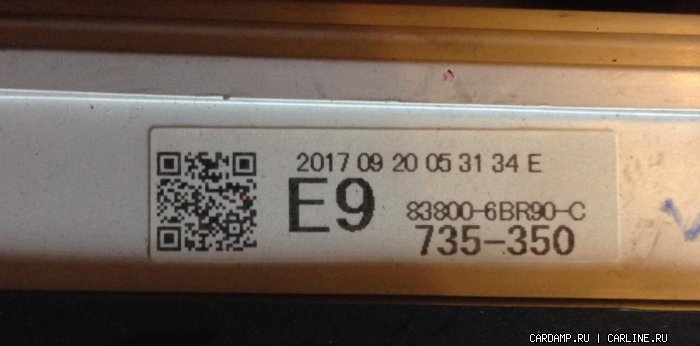 2017 09 20 05 31 34 E
E9
83800-6BR90-C
735-350
CARDAMP.RU | CARLINE.RU